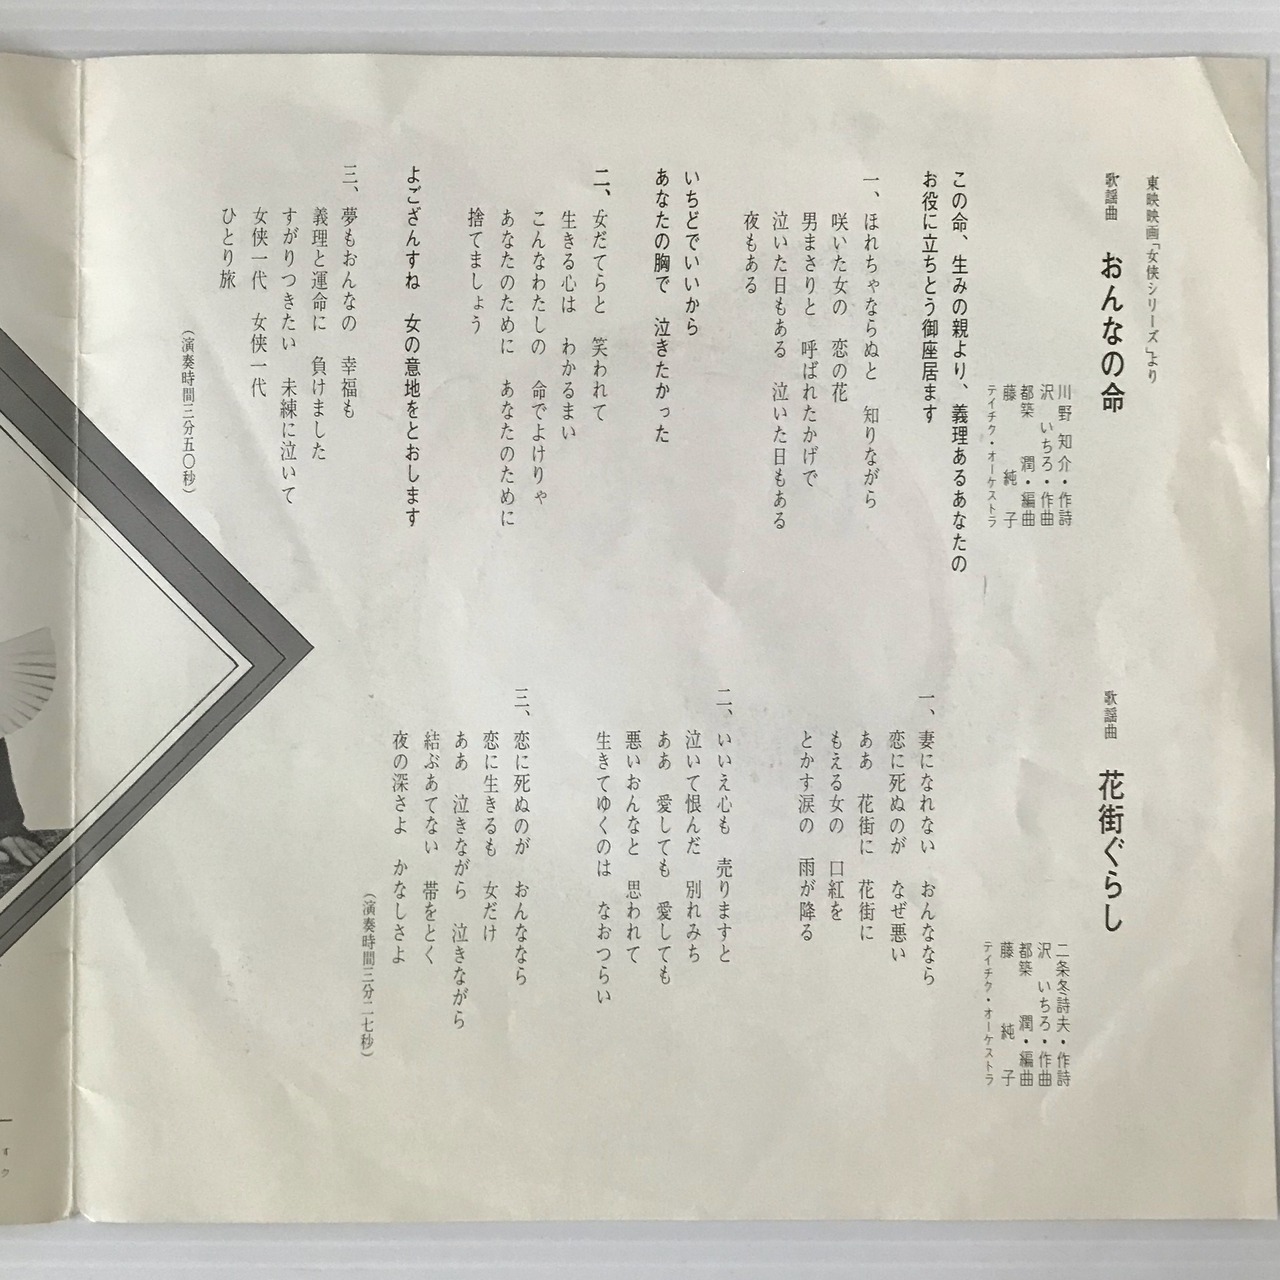 東映映画「女侠シリーズ」より
歌謡曲 おんなの命
川野知介・作詩
沢いちろ・作曲
都築潤・編曲
藤純子
テイチク・オーケストラ
この命、生みの親より、義理あるあなたの
お役に立ちとう御座居ます
一、ほれちゃならぬと 知りながら
咲いた女の 恋の花
男まさりと 呼ばれたかげで
泣いた日もある 泣いた日もある
夜もある
いちどでいいから
あなたの胸で 泣きたかった
二、女だてらと 笑われて
生きる心は わかるまい
こんなわたしの 命でよけりゃ
あなたのために あなたのために
捨てましょう
よござんすね 女の意地をとおします
三、夢もおんなの 幸福も
義理と運命に 負けました
すがりつきたい 未練に泣いて
女侠一代 女侠一代
ひとり旅
(演奏時間三分五〇秒)
歌謡曲 花街ぐらし
二条冬詩夫・作詩
沢いちろ・作曲
都築潤・編曲
藤純子
テイチク・オーケストラ
一、妻になれない おんななら
恋に死ぬのが なぜ悪い
ああ 花街に 花街に
もえる女の 口紅を
とかす涙の 雨が降る
二、いいえ心も 売りますと
泣いて恨んだ 別れみち
ああ 愛しても 愛しても
悪いおんなと 思われて
生きてゆくのは なおつらい
三、恋に死ぬのが おんななら
恋に生きるも 女だけ
ああ 泣きながら 泣きながら
結ぶあてない 帯をとく
夜の深さよ かなしさよ
(演奏時間三分二七秒)